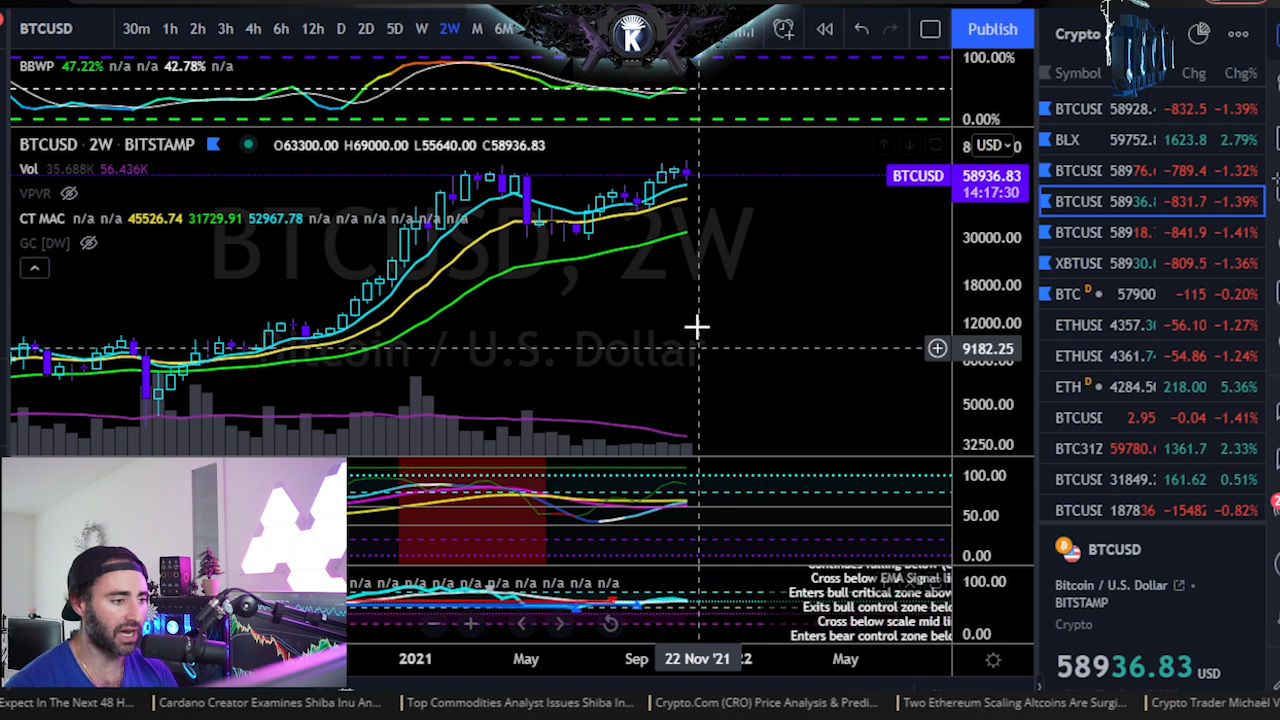 BTCUSD 30m 1h 2h 3h 4h 6h 12h D 2D 5D W 2W M 6M K Publish
Crypto
Symbol Chg Chg%
BBWP 47.22% n/a n/a 42.78% n/a
100.00%
0.00%
BTCUSD · 2W · BITSTAMP O63300.00 H69000.00 L55640.00 C58936.83
USD
Vol 35.688K 56.436K
BTCUSD 58936.83
14:17:30
VPVR
CT MAC n/a n/a 45526.74 31729.91 52967.78 n/a n/a n/a n/a n/a n/a
GC [DW]
BTCUSD, 2W
Bitcoin / U.S. Dollar
30000.00
18000.00
12000.00
9182.25
5000.00
3250.00
100.00
50.00
0.00
n/a n/a n/a n/a n/a n/a n/a n/a n/a n/a n/a
Cross below EMA Signal li
Enters bull critical zone abov
Exits bull control zone belo
Cross below scale mid li
Enters bear control zone belo
100.00
0.00
2021 May Sep 22 Nov '21 22 May
BTCUSD 58928. -832.5 -1.39%
BLX 59752.8 1623.8 2.79%
BTCUSD 58976. -789.4 -1.32%
BTCUSD 58936.8 -831.7 -1.39%
BTCUSD 58918. -841.9 -1.41%
XBTUSD 58930. -809.5 -1.36%
BTC D 57900 -115 -0.20%
ETHUSD 4357.30 -56.10 -1.27%
ETHUSD 4361.74 -54.86 -1.24%
ETH D 4284.50 218.00 5.36%
BTCUSD 2.95 -0.04 -1.41%
BTC31Z 59780. 1361.7 2.33%
BTCUSD 31849. 161.62 0.51%
BTCUSD 187836 -15482 -0.82%
BTCUSD
Bitcoin / U.S. Dollar
BITSTAMP
Crypto
58936.83 USD
Expect In The Next 48 H... Cardano Creator Examines Shiba Inu An... Top Commodities Analyst Issues Shiba In... Crypto.Com (CRO) Price Analysis & Predi... Two Ethereum Scaling Altcoins Are Surgi... Crypto Trader Michaël V